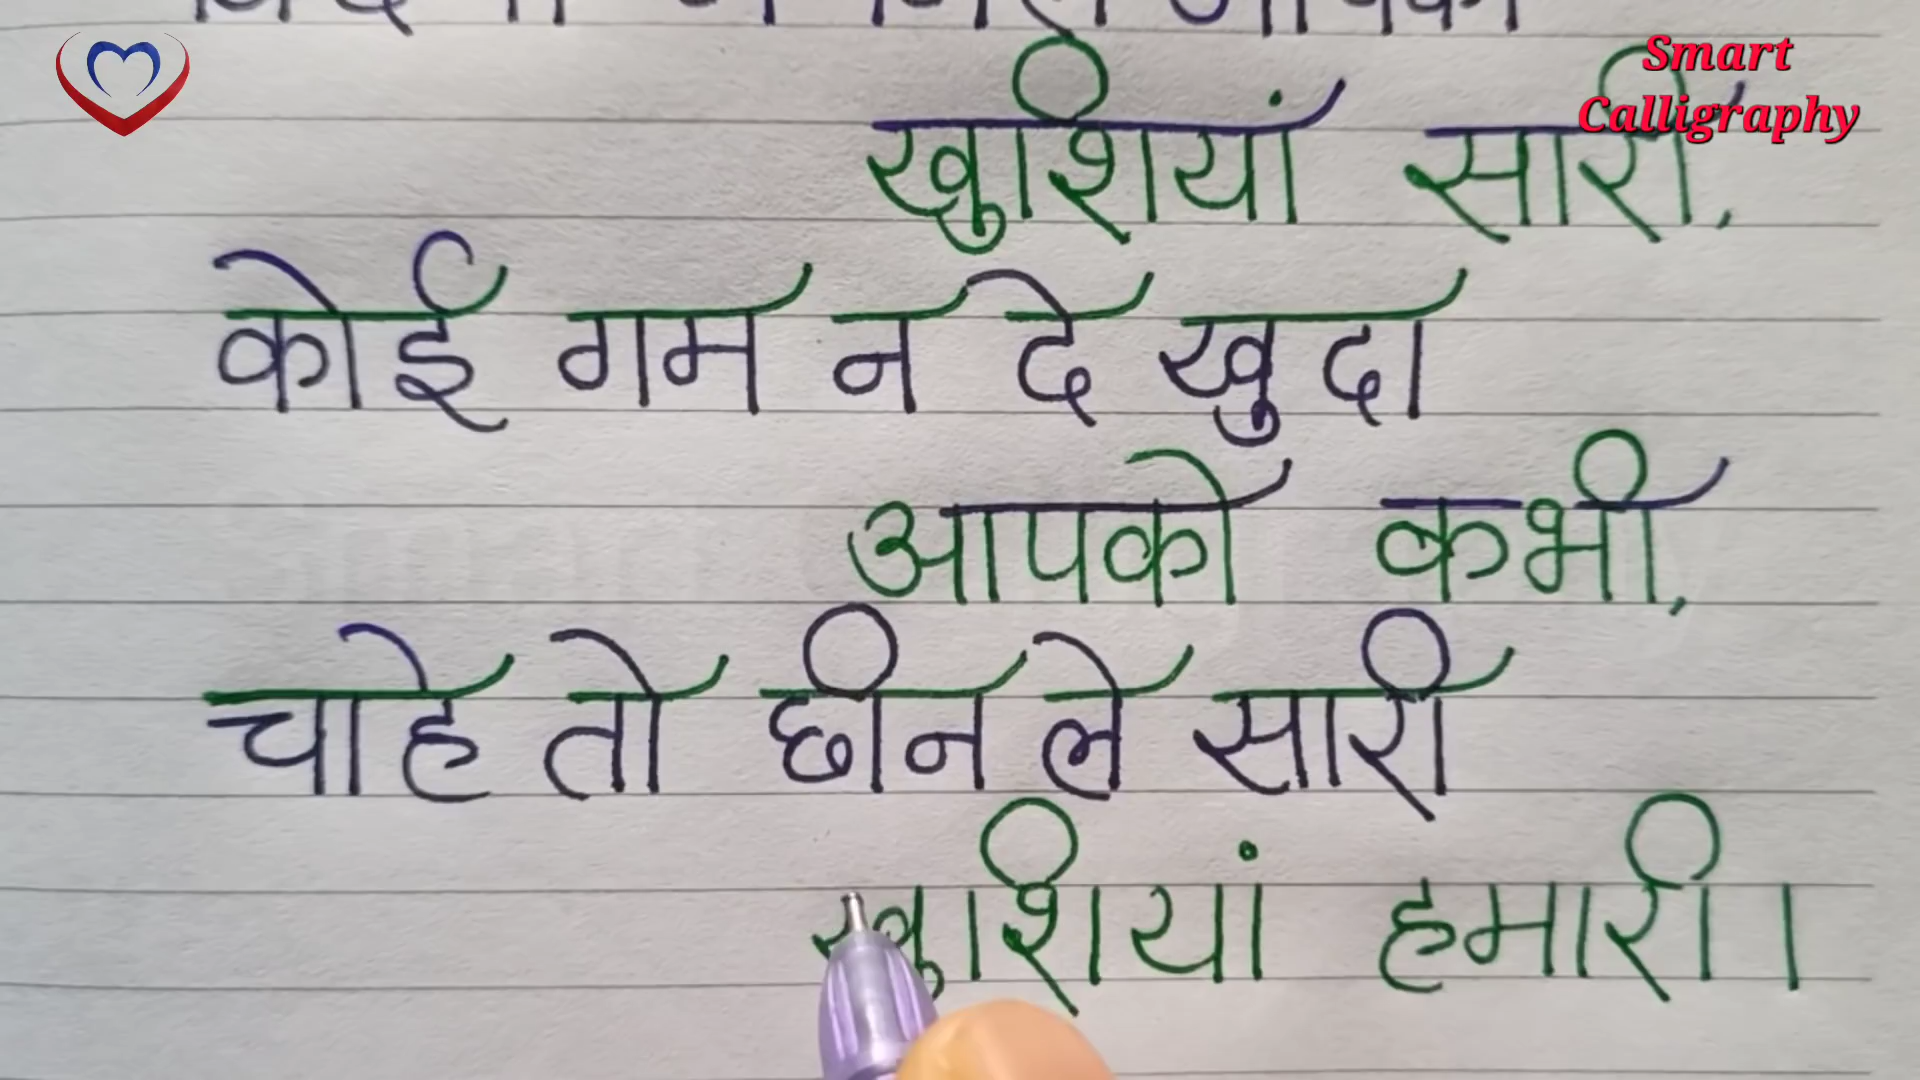 Smart
Calligraphy
खुशियां सारी,
कोई गम न दे खुदा
आपको कभी,
चाहे तो छीन ले सारी
खुशियां हमारी।